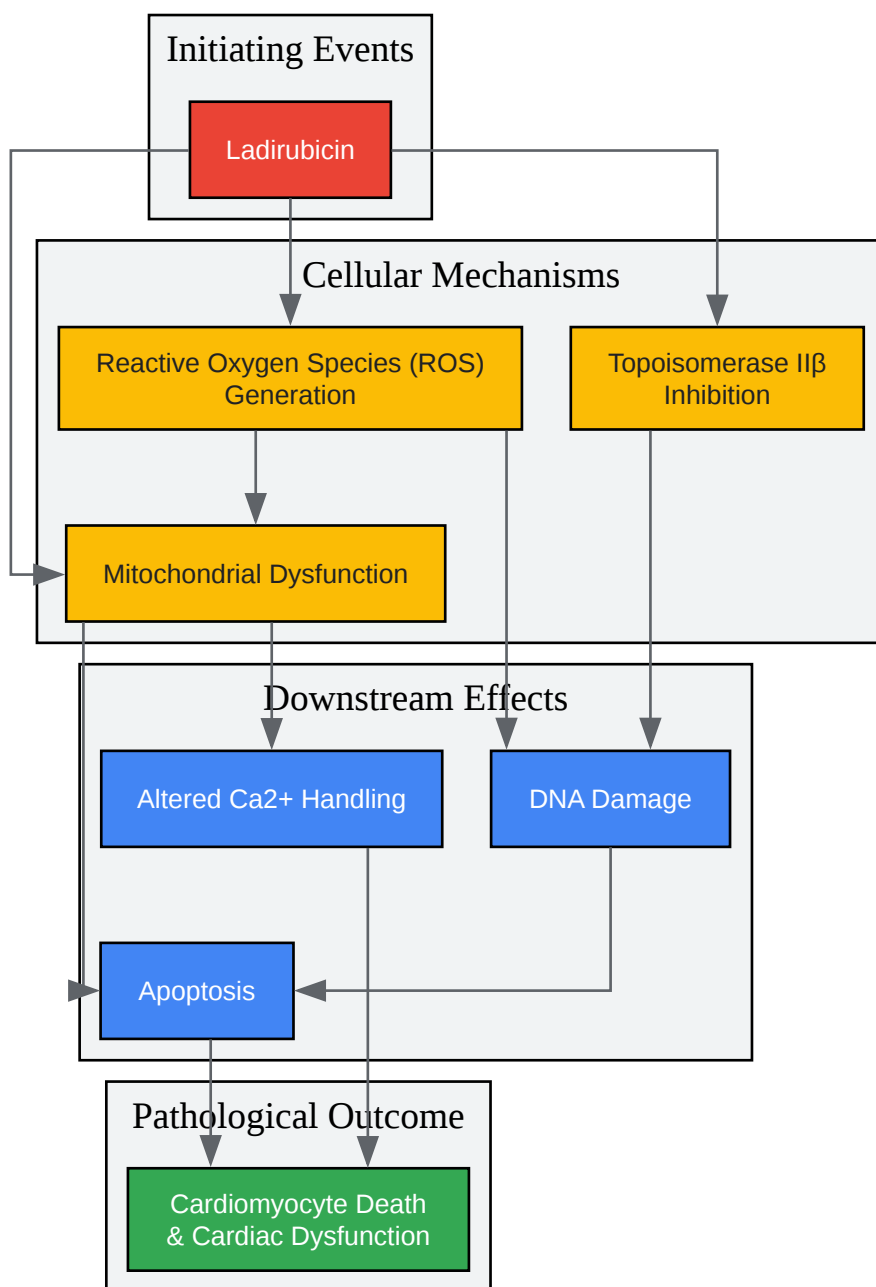 Initiating Events
Ladirubicin
Cellular Mechanisms
Reactive Oxygen Species (ROS)
Generation
Topoisomerase IIβ
Inhibition
Mitochondrial Dysfunction
Downstream Effects
Altered Ca2+ Handling
DNA Damage
Apoptosis
Pathological Outcome
Cardiomyocyte Death
& Cardiac Dysfunction